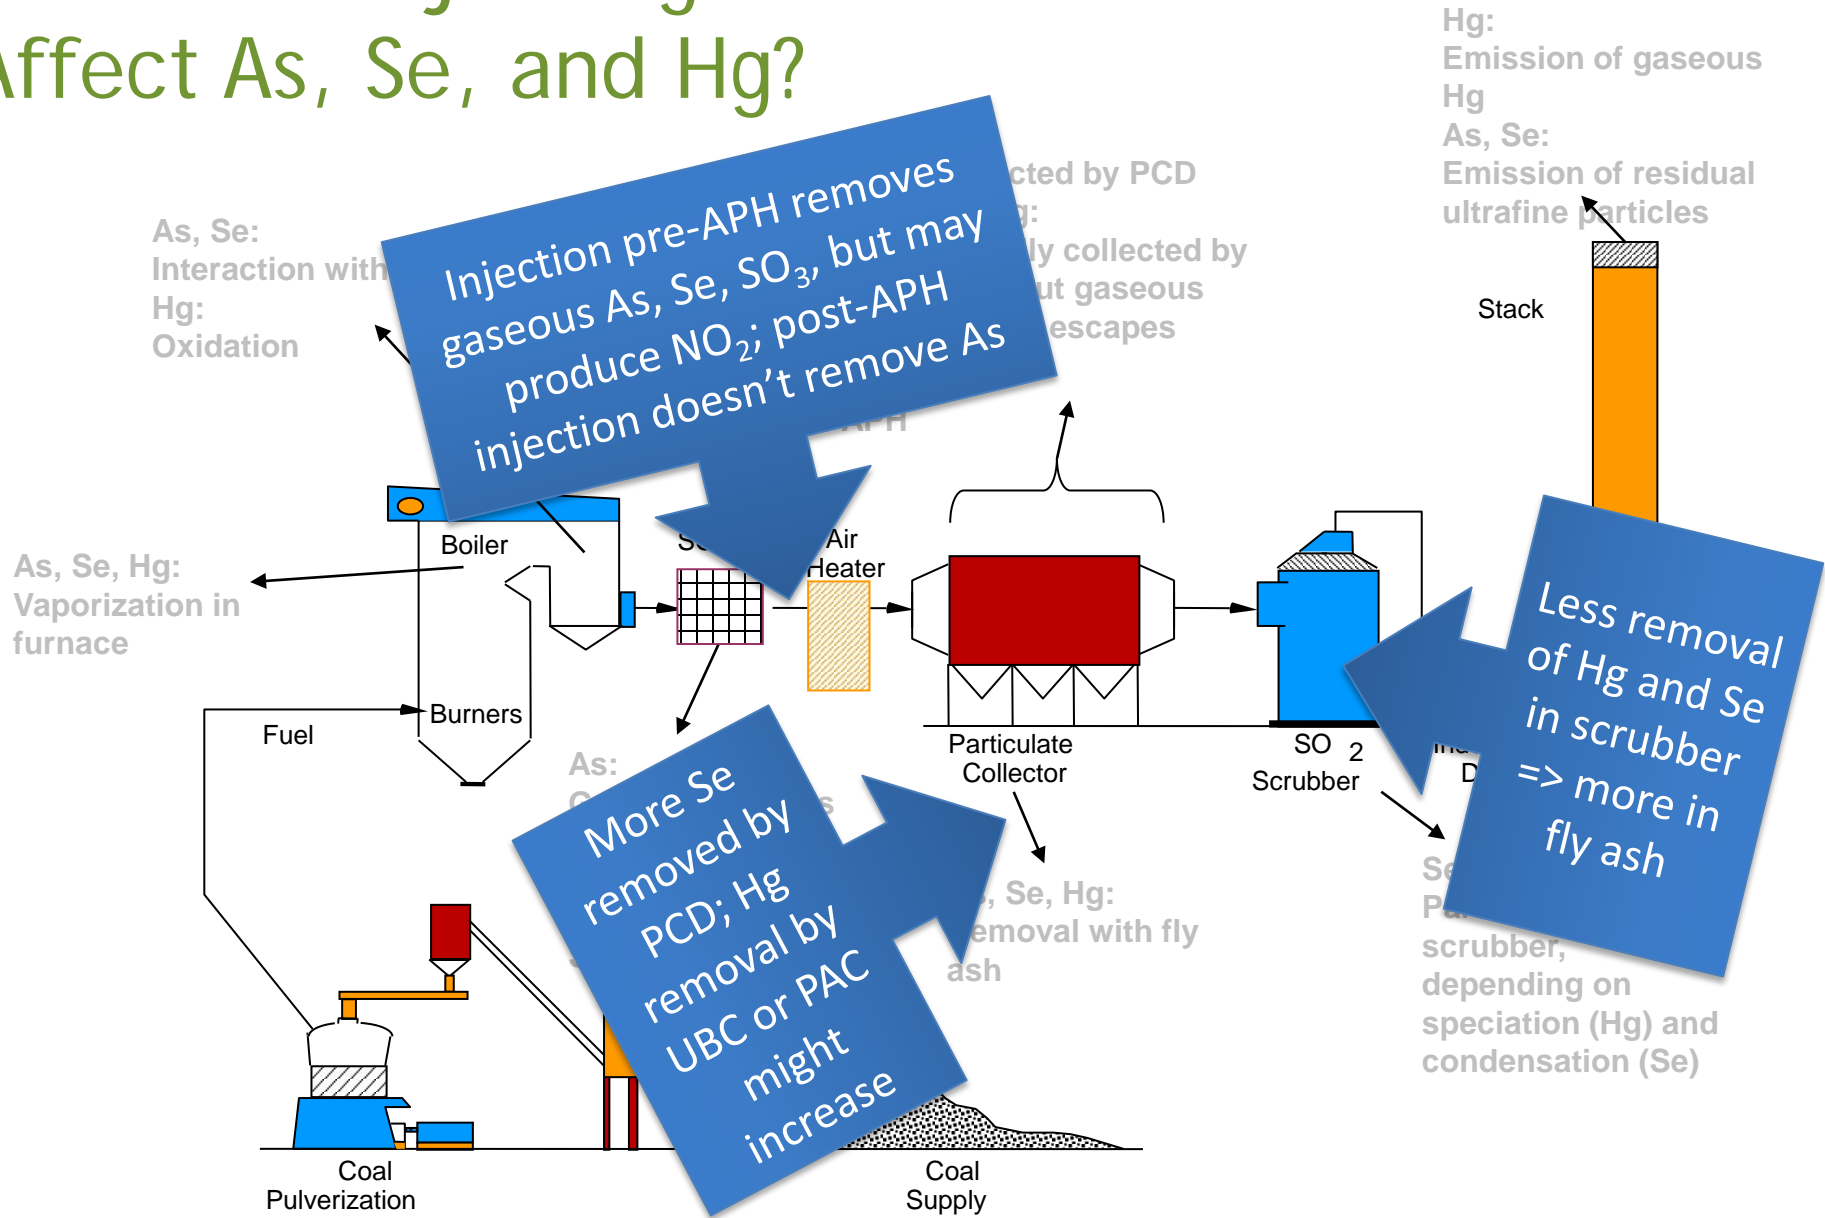 Affect As, Se, and Hg?
Hg:
Emission of gaseous
Hg
As, Se:
Emission of residual
ultrafine particles
As, Se:
Interaction with
Hg:
Oxidation
Injection pre-APH removes
gaseous As, Se, SO3, but may
produce NO2; post-APH
injection doesn't remove As
by PCD
collected by
gaseous
escapes
APH
Stack
Boiler
Air
Heater
As, Se, Hg:
Vaporization in
furnace
Burners
Fuel
Particulate
Collector
SO 2
Scrubber
Less removal
of Hg and Se
in scrubber
=> more in
fly ash
As:
More Se
removed by
PCD; Hg
removal by
UBC or PAC
might
increase
Se, Hg:
with fly
ash
scrubber,
depending on
speciation (Hg) and
condensation (Se)
Coal
Pulverization
Coal
Supply